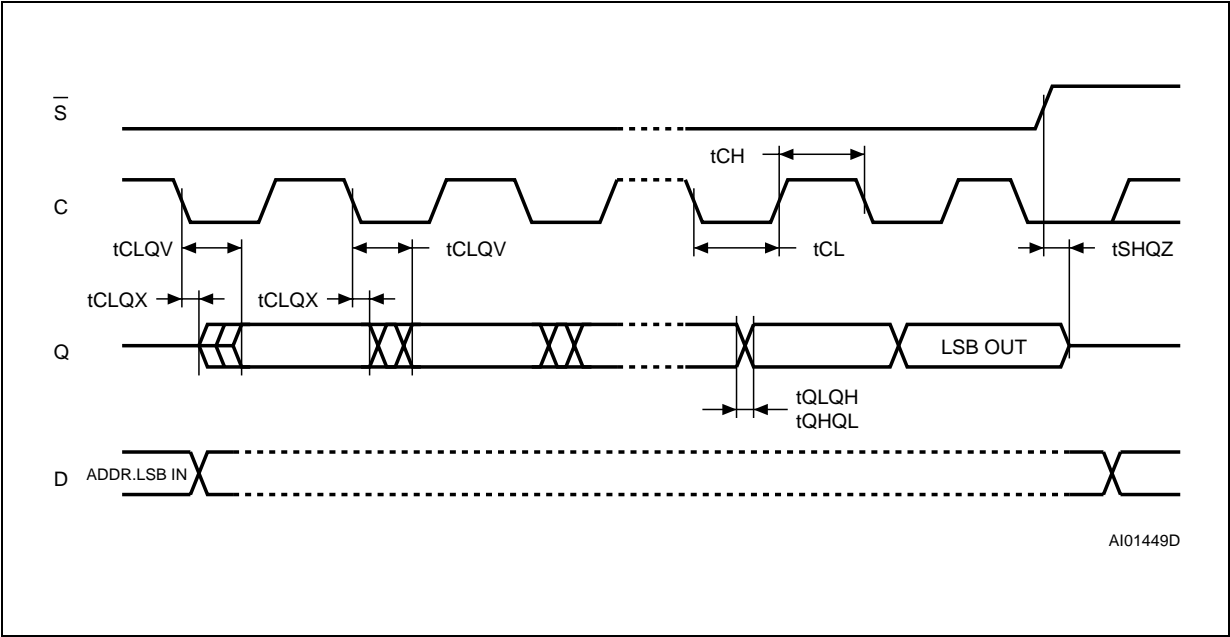 S̅
tCH
C
tCLQV
tCLQV
tCL
tSHQZ
tCLQX
tCLQX
Q
LSB OUT
tQLQH
tQHQL
D
ADDR.LSB IN
AI01449D